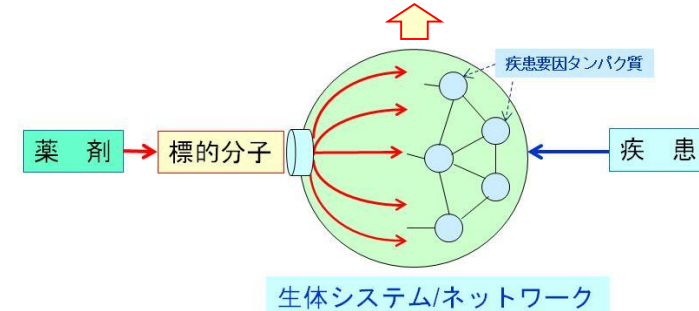 疾患要因タンパク質
薬 剤
標的分子
疾 患
生体システム/ネットワーク